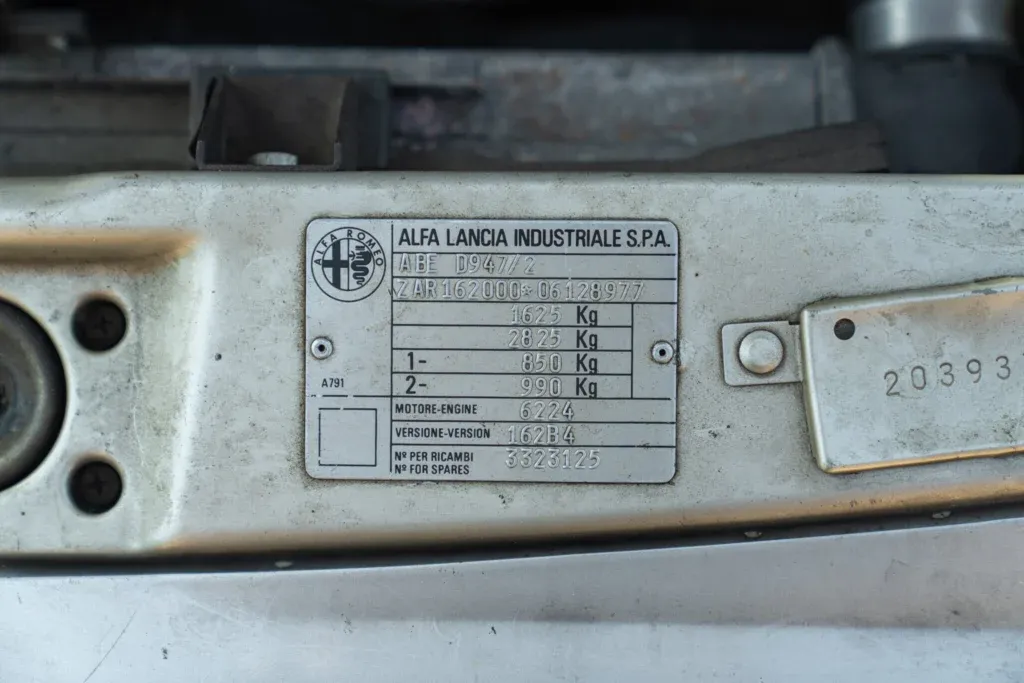 ALFA ROMEO
ALFA LANCIA INDUSTRIALE S.P.A.
ABE D947/2
ZAR162000*06128977
1625 Kg
2825 Kg
1- 850 Kg
2- 990 Kg
A791
MOTORE-ENGINE 6224
VERSIONE-VERSION 162B4
Nº PER RICAMBI
Nº FOR SPARES 3323125
20393